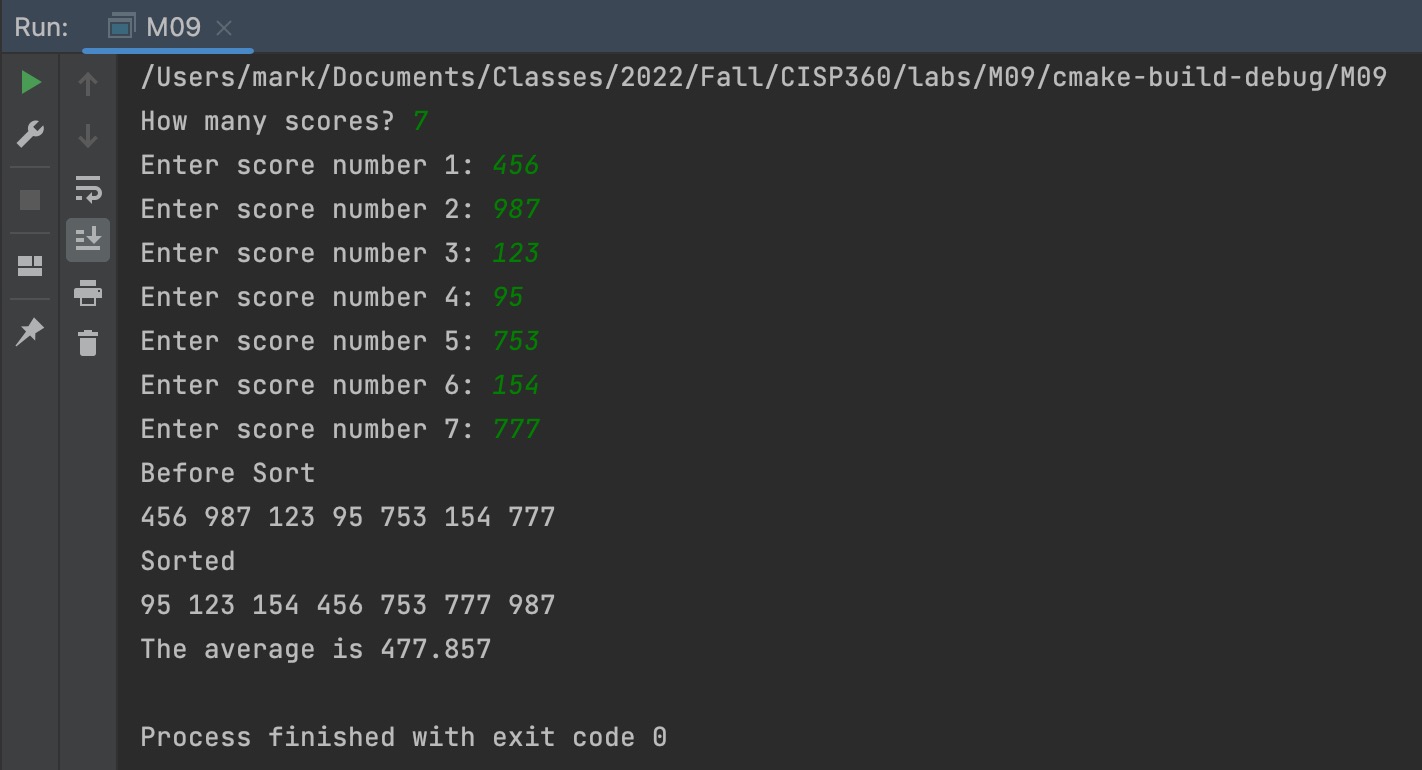 Run: M09
/Users/mark/Documents/Classes/2022/Fall/CISP360/labs/M09/cmake-build-debug/M09
How many scores? 7
Enter score number 1: 456
Enter score number 2: 987
Enter score number 3: 123
Enter score number 4: 95
Enter score number 5: 753
Enter score number 6: 154
Enter score number 7: 777
Before Sort
456 987 123 95 753 154 777
Sorted
95 123 154 456 753 777 987
The average is 477.857
Process finished with exit code 0